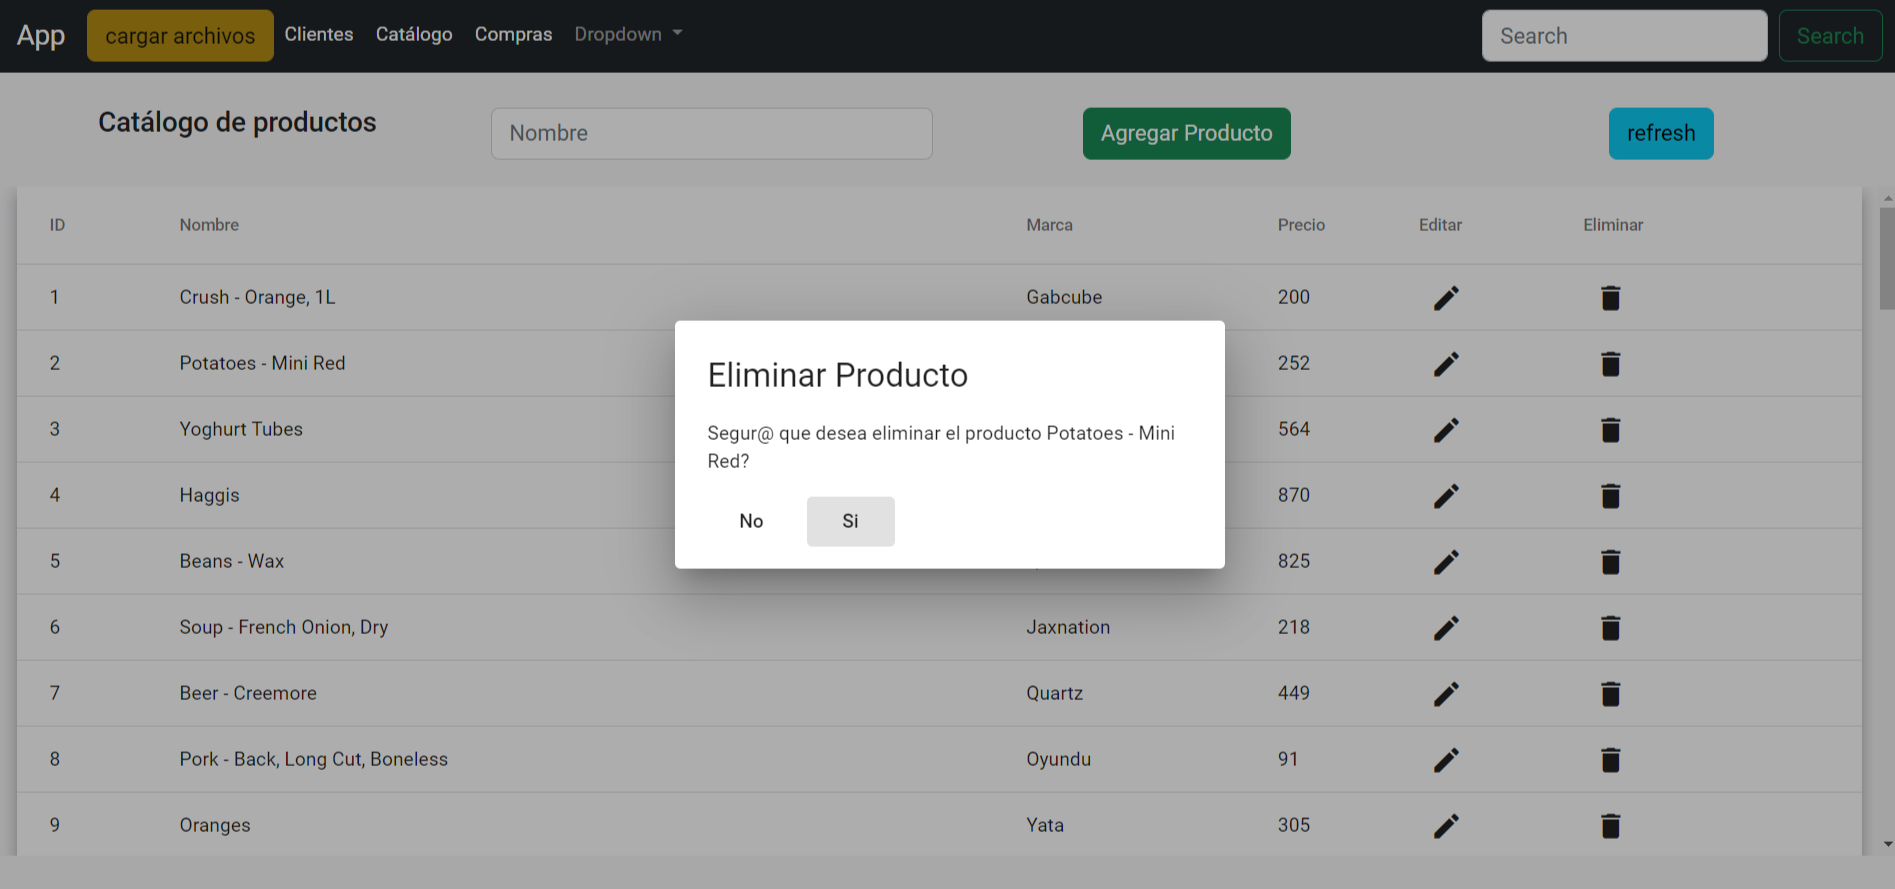 App cargar archivos Clientes Catálogo Compras Dropdown Search Search
Catálogo de productos Nombre Agregar Producto refresh
ID Nombre Marca Precio Editar Eliminar
1 Crush - Orange, 1L Gabcube 200
2 Potatoes - Mini Red 252
3 Yoghurt Tubes 564
4 Haggis 870
5 Beans - Wax 825
6 Soup - French Onion, Dry Jaxnation 218
7 Beer - Creemore Quartz 449
8 Pork - Back, Long Cut, Boneless Oyundu 91
9 Oranges Yata 305
Eliminar Producto
Segur@ que desea eliminar el producto Potatoes - Mini
Red?
No Si